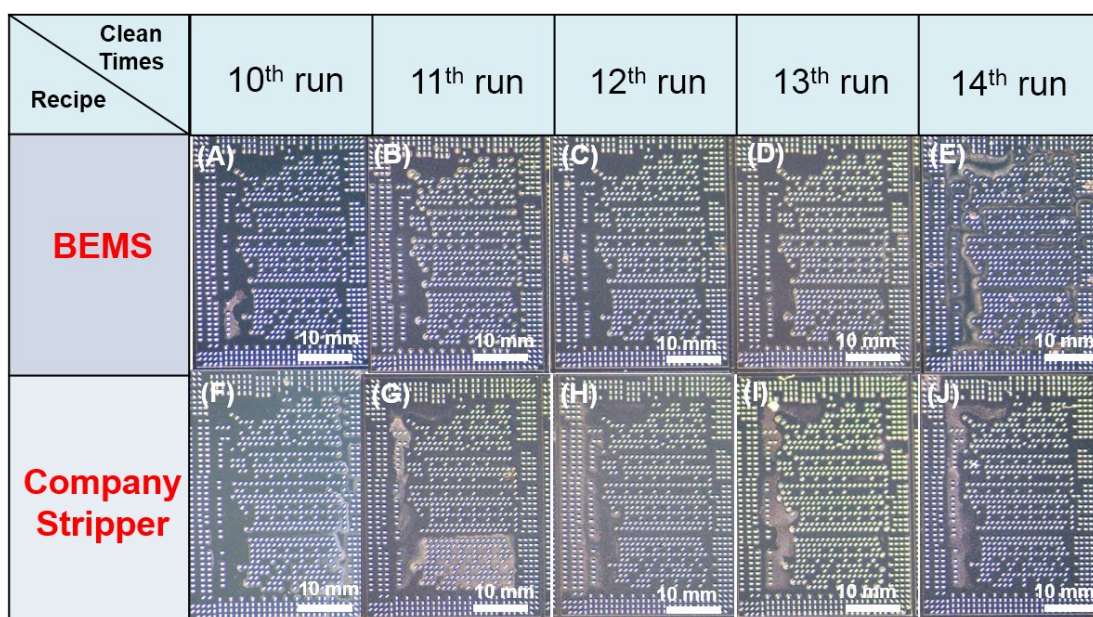 Clean
Times
Recipe
10th run
11th run
12th run
13th run
14th run
BEMS
(A)
(B)
(C)
(D)
(E)
10 mm
10 mm
10 mm
10 mm
10 mm
Company
Stripper
(F)
(G)
(H)
(I)
(J)
10 mm
10 mm
10 mm
10 mm
10 mm